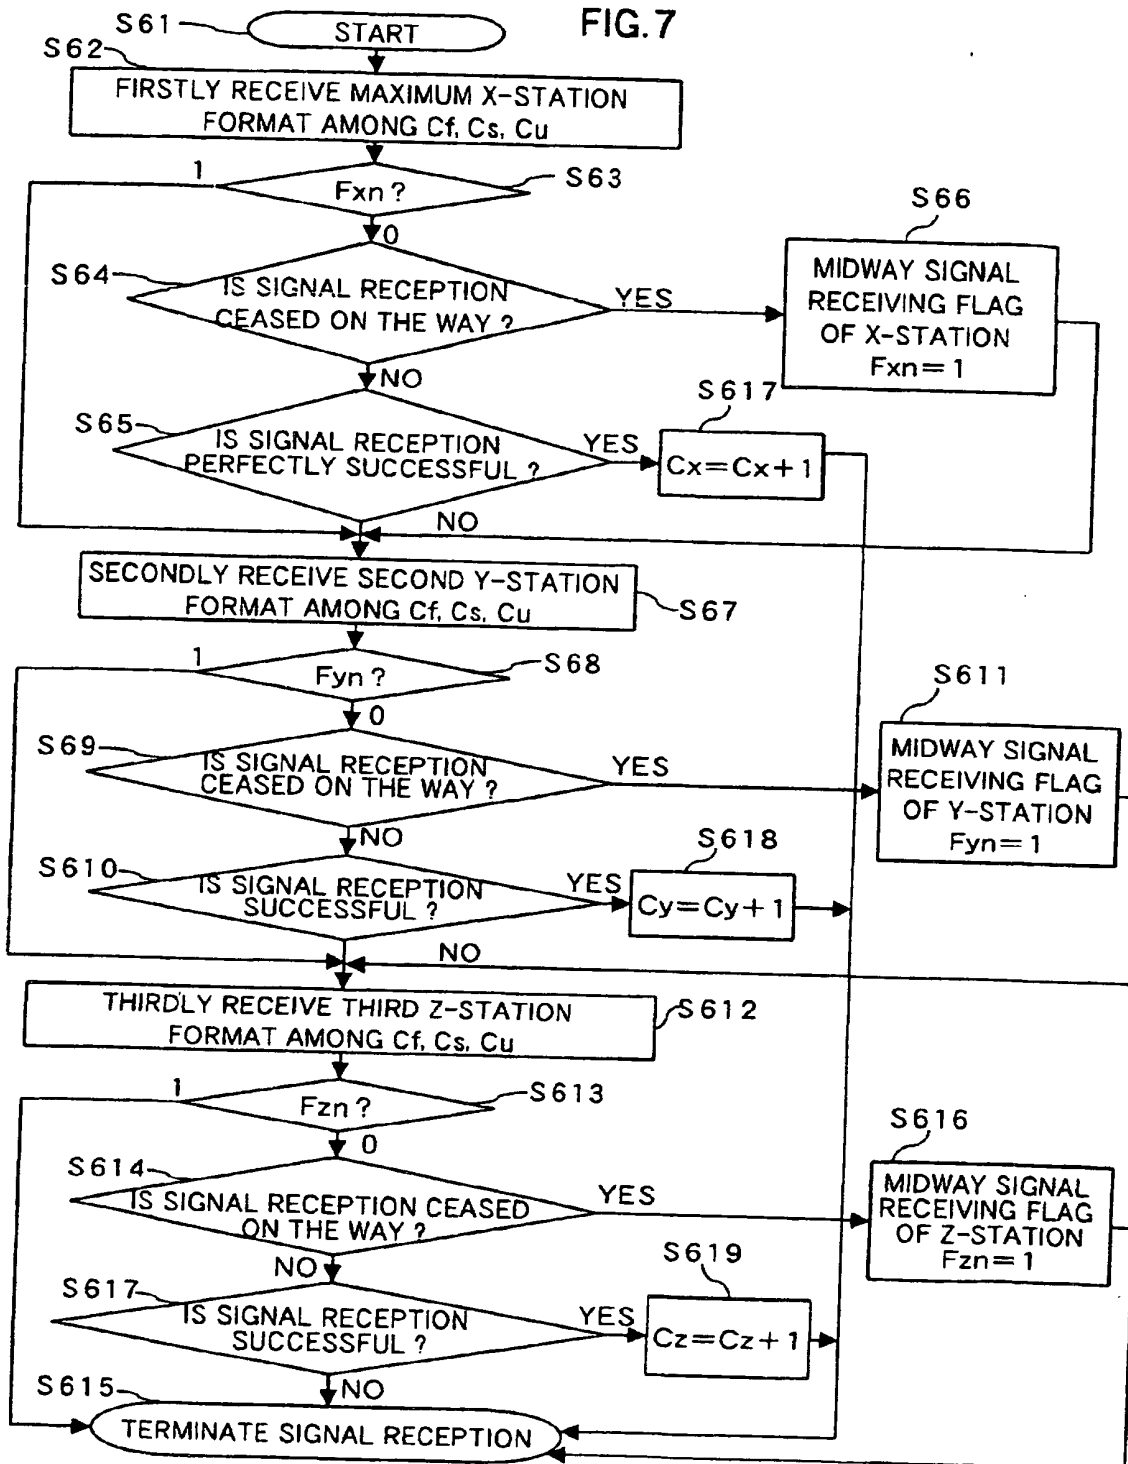 FIG.7
S61
START
S62
FIRSTLY RECEIVE MAXIMUM X-STATION
FORMAT AMONG Cf, Cs, Cu
1
Fxn ?
S63
0
S64
IS SIGNAL RECEPTION
CEASED ON THE WAY ?
YES
S66
MIDWAY SIGNAL
RECEIVING FLAG
OF X-STATION
Fxn=1
NO
S65
IS SIGNAL RECEPTION
PERFECTLY SUCCESSFUL ?
YES
S617
Cx=Cx+1
NO
SECONDLY RECEIVE SECOND Y-STATION
FORMAT AMONG Cf, Cs, Cu
S67
1
Fyn ?
S68
0
S69
IS SIGNAL RECEPTION
CEASED ON THE WAY ?
YES
S611
MIDWAY SIGNAL
RECEIVING FLAG
OF Y-STATION
Fyn=1
NO
S610
IS SIGNAL RECEPTION
SUCCESSFUL ?
YES
S618
Cy=Cy+1
NO
THIRDLY RECEIVE THIRD Z-STATION
FORMAT AMONG Cf, Cs, Cu
S612
1
Fzn ?
S613
0
S614
IS SIGNAL RECEPTION CEASED
ON THE WAY ?
YES
S616
MIDWAY SIGNAL
RECEIVING FLAG
OF Z-STATION
Fzn=1
NO
S617
IS SIGNAL RECEPTION
SUCCESSFUL ?
YES
S619
Cz=Cz+1
NO
S615
TERMINATE SIGNAL RECEPTION